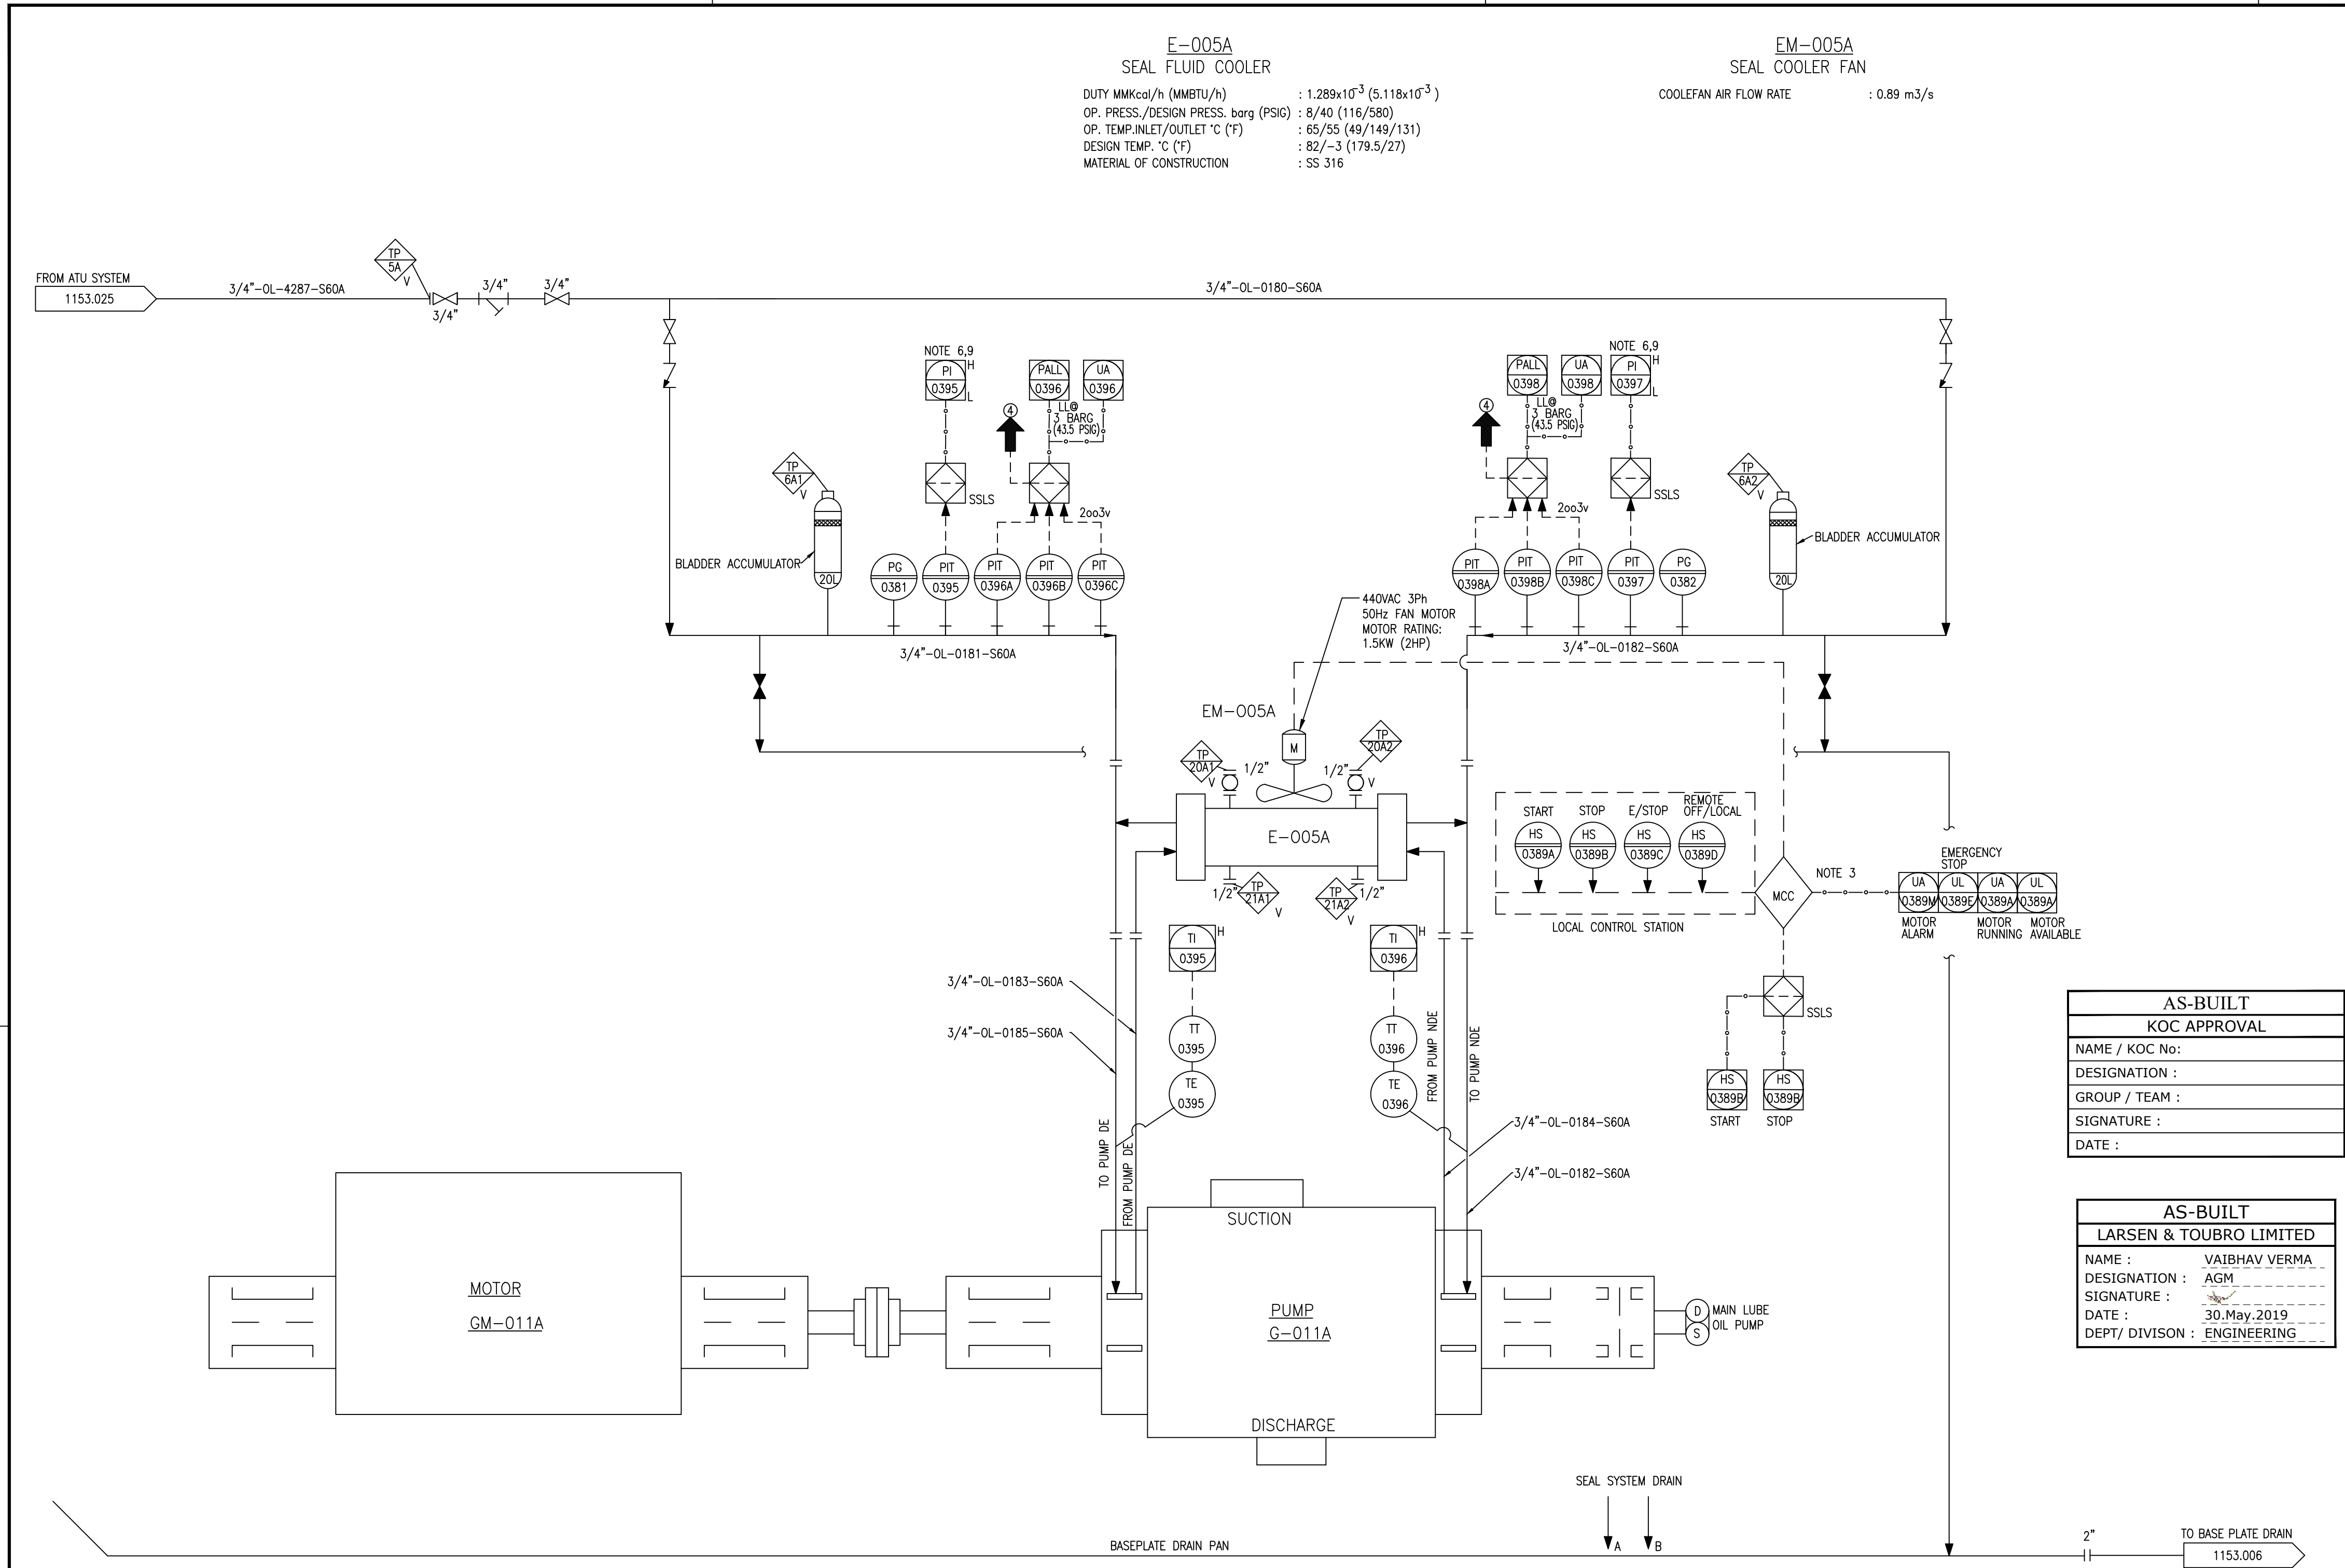 E-005A
SEAL FLUID COOLER
DUTY MMKcal/h (MMBTU/h) : 1.289x10-3 (5.118x10-3 )
OP. PRESS./DESIGN PRESS. barg (PSIG) : 8/40 (116/580)
OP. TEMP.INLET/OUTLET °C (°F) : 65/55 (49/149/131)
DESIGN TEMP. °C (°F) : 82/-3 (179.5/27)
MATERIAL OF CONSTRUCTION : SS 316
EM-005A
SEAL COOLER FAN
COOLEFAN AIR FLOW RATE : 0.89 m3/s
FROM ATU SYSTEM
1153.025
3/4"-OL-4287-S60A
TP
5A
V
3/4"
3/4"
3/4"
3/4"-OL-0180-S60A
NOTE 6,9
PI
0395
H
L
PALL
0396
UA
0396
LL@
3 BARG
(43.5 PSIG)
4
SSLS
2oo3v
TP
6A1
V
BLADDER ACCUMULATOR
20L
PG
0381
PIT
0395
PIT
0396A
PIT
0396B
PIT
0396C
3/4"-OL-0181-S60A
PALL
0398
UA
0398
NOTE 6,9
PI
0397
H
L
LL@
3 BARG
(43.5 PSIG)
4
2oo3v
SSLS
TP
6A2
V
BLADDER ACCUMULATOR
20L
PIT
0398A
PIT
0398B
PIT
0398C
PIT
0397
PG
0382
3/4"-OL-0182-S60A
440VAC 3Ph
50Hz FAN MOTOR
MOTOR RATING:
1.5KW (2HP)
EM-005A
M
TP
20A1
V
1/2"
TP
20A2
V
1/2"
E-005A
1/2"
TP
21A1
V
TP
21A2
V
1/2"
START
STOP
E/STOP
REMOTE
OFF/LOCAL
HS
0389A
HS
0389B
HS
0389C
HS
0389D
LOCAL CONTROL STATION
MCC
NOTE 3
EMERGENCY
STOP
UA
0389M
UL
0389E
UA
0389A
UL
0389A
MOTOR
ALARM
MOTOR
RUNNING
MOTOR
AVAILABLE
SSLS
HS
0389B
START
HS
0389B
STOP
TI
0395
H
TT
0395
TE
0395
TI
0396
H
TT
0396
TE
0396
3/4"-OL-0183-S60A
3/4"-OL-0185-S60A
TO PUMP DE
FROM PUMP DE
FROM PUMP NDE
TO PUMP NDE
3/4"-OL-0184-S60A
3/4"-OL-0182-S60A
AS-BUILT
KOC APPROVAL
NAME / KOC No:
DESIGNATION :
GROUP / TEAM :
SIGNATURE :
DATE :
AS-BUILT
LARSEN & TOUBRO LIMITED
NAME : VAIBHAV VERMA
DESIGNATION : AGM
SIGNATURE :
DATE : 30.May.2019
DEPT/ DIVISON : ENGINEERING
MOTOR
GM-011A
SUCTION
PUMP
G-011A
DISCHARGE
D
S
MAIN LUBE
OIL PUMP
SEAL SYSTEM DRAIN
A
B
BASEPLATE DRAIN PAN
2"
TO BASE PLATE DRAIN
1153.006